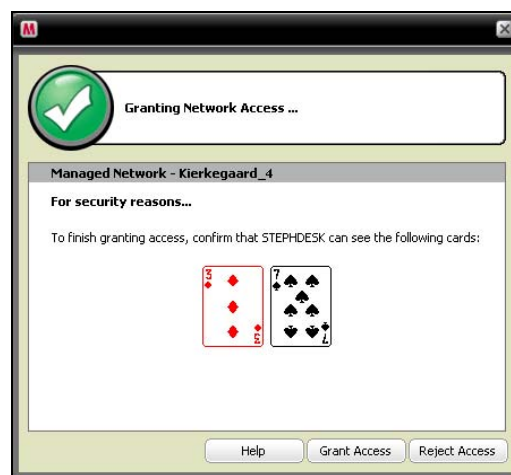 M
Granting Network Access ...
Managed Network - Kierkegaard_4
For security reasons...
To finish granting access, confirm that STEPHDESK can see the following cards:
3 7
3 7
Help Grant Access Reject Access